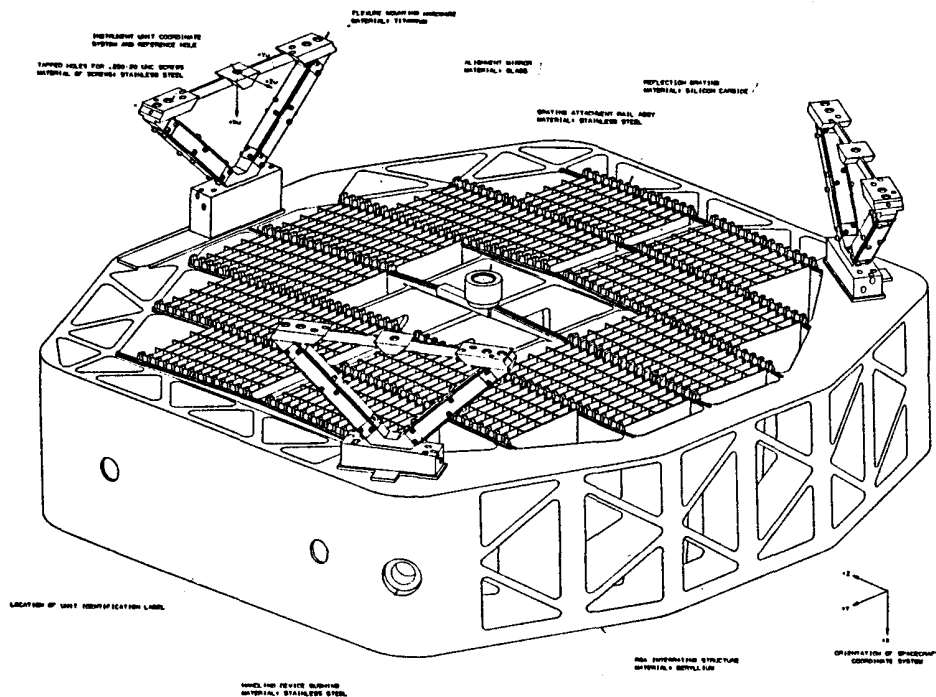 FLEXURE MOUNTING HARDWARE
MATERIAL: TITANIUM
INSTRUMENT UNIT COORDINATE
SYSTEM AND REFERENCE HOLE
TAPPED HOLES FOR .250-20 UNC SCREWS
MATERIAL OF SCREWS: STAINLESS STEEL
ALIGNMENT MIRROR
MATERIAL: GLASS
REFLECTION GRATING
MATERIAL: SILICON CARBIDE
GRATING ATTACHMENT RAIL ASSY
MATERIAL: STAINLESS STEEL
LOCATION OF UNIT IDENTIFICATION LABEL
HANDLING DEVICE BUSHING
MATERIAL: STAINLESS STEEL
RGA INTEGRATING STRUCTURE
MATERIAL: BERYLLIUM
+Z
+Y
+X
ORIENTATION OF SPACECRAFT
COORDINATE SYSTEM